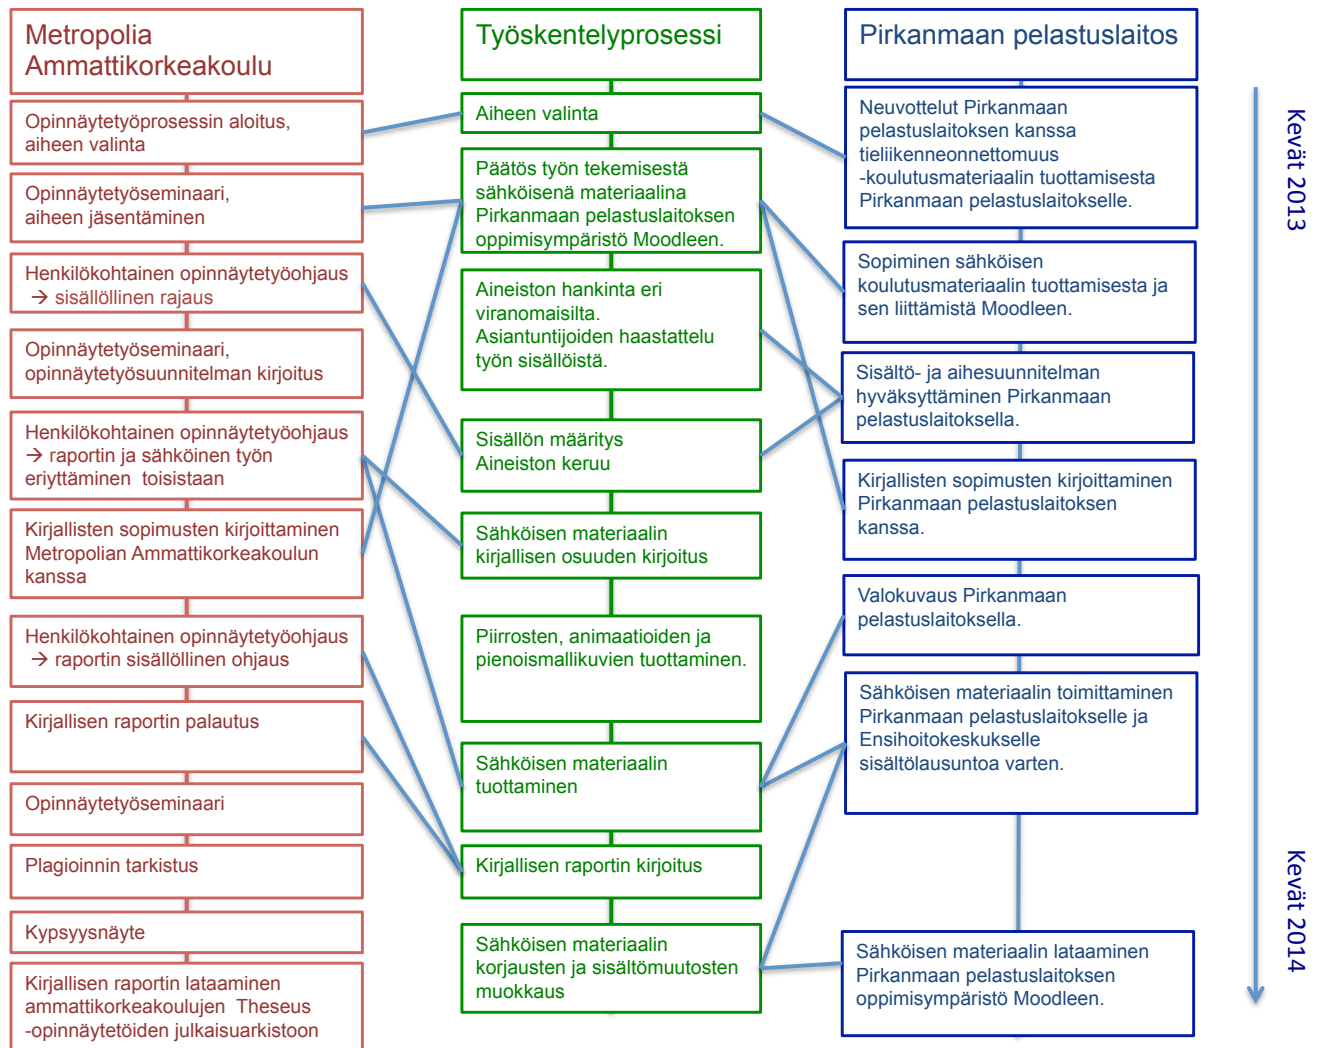 Metropolia
Ammattikorkeakoulu
Opinnäytetyöprosessin aloitus,
aiheen valinta
Opinnäytetyöseminaari,
aiheen jäsentäminen
Henkilökohtainen opinnäytetyöohjaus
→ sisällöllinen rajaus
Opinnäytetyöseminaari,
opinnäytetyösuunnitelman kirjoitus
Henkilökohtainen opinnäytetyöohjaus
→ raportin ja sähköinen työn
eriyttäminen toisistaan
Kirjallisten sopimusten kirjoittaminen
Metropolian Ammattikorkeakoulun
kanssa
Henkilökohtainen opinnäytetyöohjaus
→ raportin sisällöllinen ohjaus
Kirjallisen raportin palautus
Opinnäytetyöseminaari
Plagioinnin tarkistus
Kypsyysnäyte
Kirjallisen raportin lataaminen
ammattikorkeakoulujen Theseus
-opinnäytetöiden julkaisuarkistoon
Työskentelyprosessi
Aiheen valinta
Päätös työn tekemisestä
sähköisenä materiaalina
Pirkanmaan pelastuslaitoksen
oppimisympäristö Moodleen.
Aineiston hankinta eri
viranomaisilta.
Asiantuntijoiden haastattelu
työn sisällöistä.
Sisällön määritys
Aineiston keruu
Sähköisen materiaalin
kirjallisen osuuden kirjoitus
Piirrosten, animaatioiden ja
pienoismallikuvien tuottaminen.
Sähköisen materiaalin
tuottaminen
Kirjallisen raportin kirjoitus
Sähköisen materiaalin
korjausten ja sisältömuutosten
muokkaus
Pirkanmaan pelastuslaitos
Neuvottelut Pirkanmaan
pelastuslaitoksen kanssa
tieliikenneonnettomuus
-koulutusmateriaalin tuottamisesta
Pirkanmaan pelastuslaitokselle.
Sopiminen sähköisen
koulutusmateriaalin tuottamisesta ja
sen liittämistä Moodleen.
Sisältö- ja aihesuunnitelman
hyväksyttäminen Pirkanmaan
pelastuslaitoksella.
Kirjallisten sopimusten kirjoittaminen
Pirkanmaan pelastuslaitoksen
kanssa.
Valokuvaus Pirkanmaan
pelastuslaitoksella.
Sähköisen materiaalin toimittaminen
Pirkanmaan pelastuslaitokselle ja
Ensihoitokeskukselle
sisältölausuntoa varten.
Sähköisen materiaalin lataaminen
Pirkanmaan pelastuslaitoksen
oppimisympäristö Moodleen.
Kevät 2013
Kevät 2014